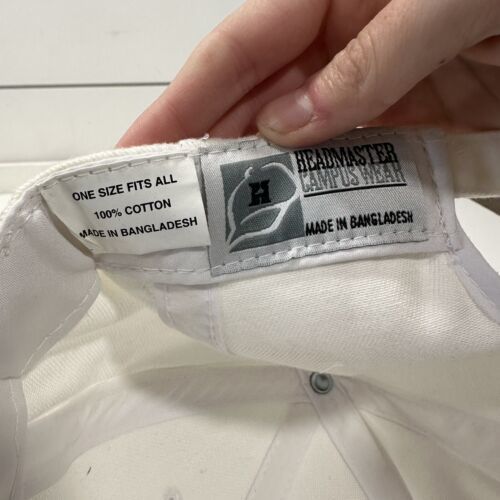 ONE SIZE FITS ALL
100% COTTON
MADE IN BANGLADESH
H
HEADMASTER
CAMPUS WEAR
MADE IN BANGLADESH